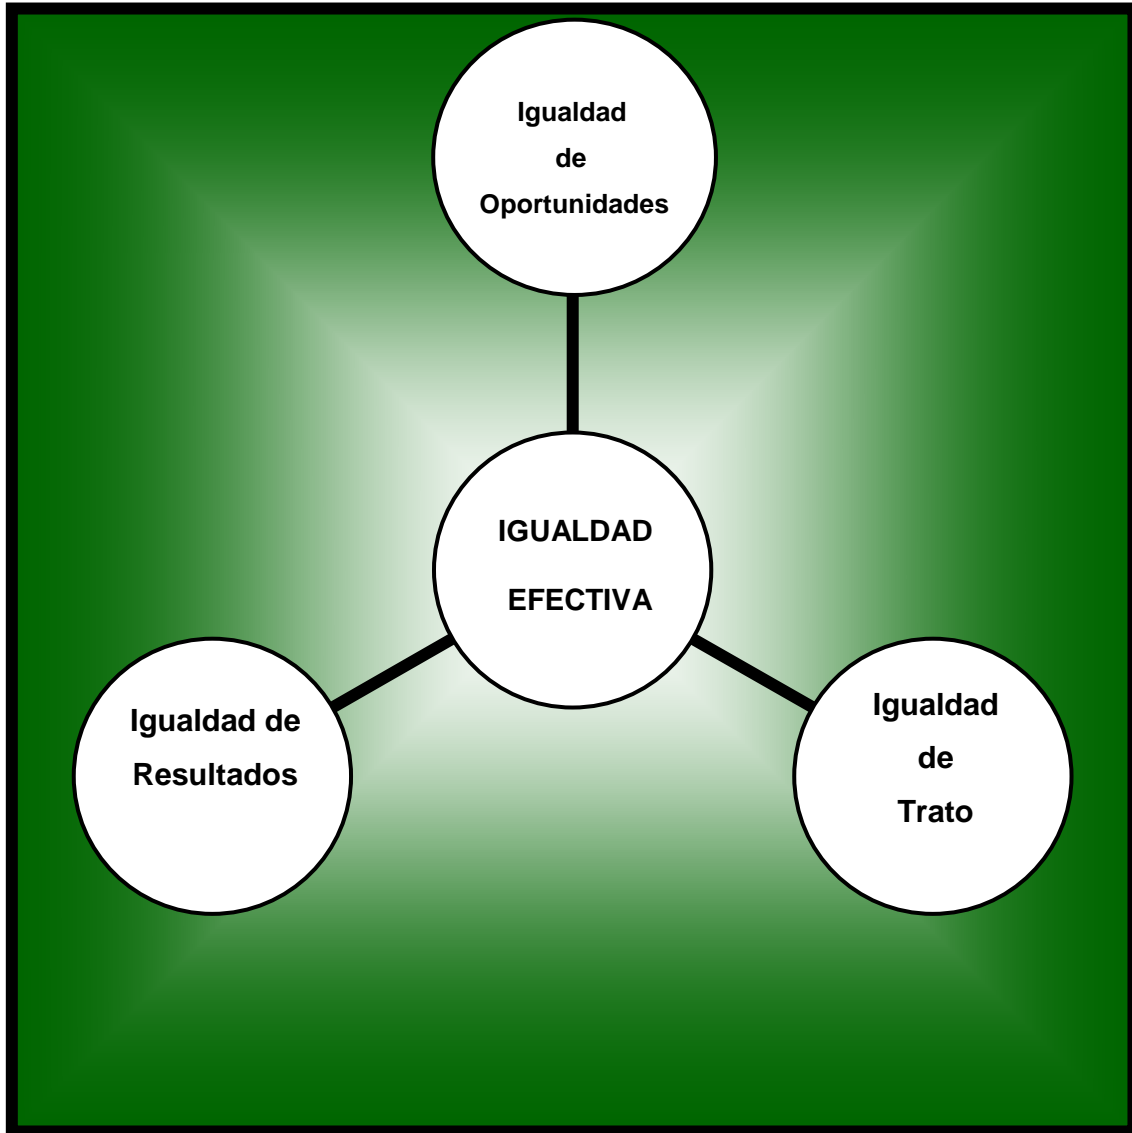 Igualdad
de
Oportunidades
IGUALDAD
EFECTIVA
Igualdad de
Resultados
Igualdad
de
Trato